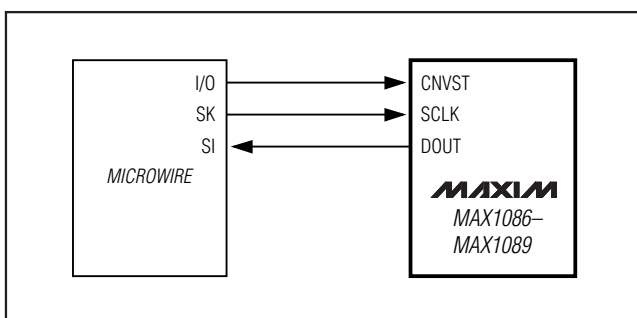 I/O
SK
SI
MICROWIRE
CNVST
SCLK
DOUT
MAXIM
MAX1086–
MAX1089